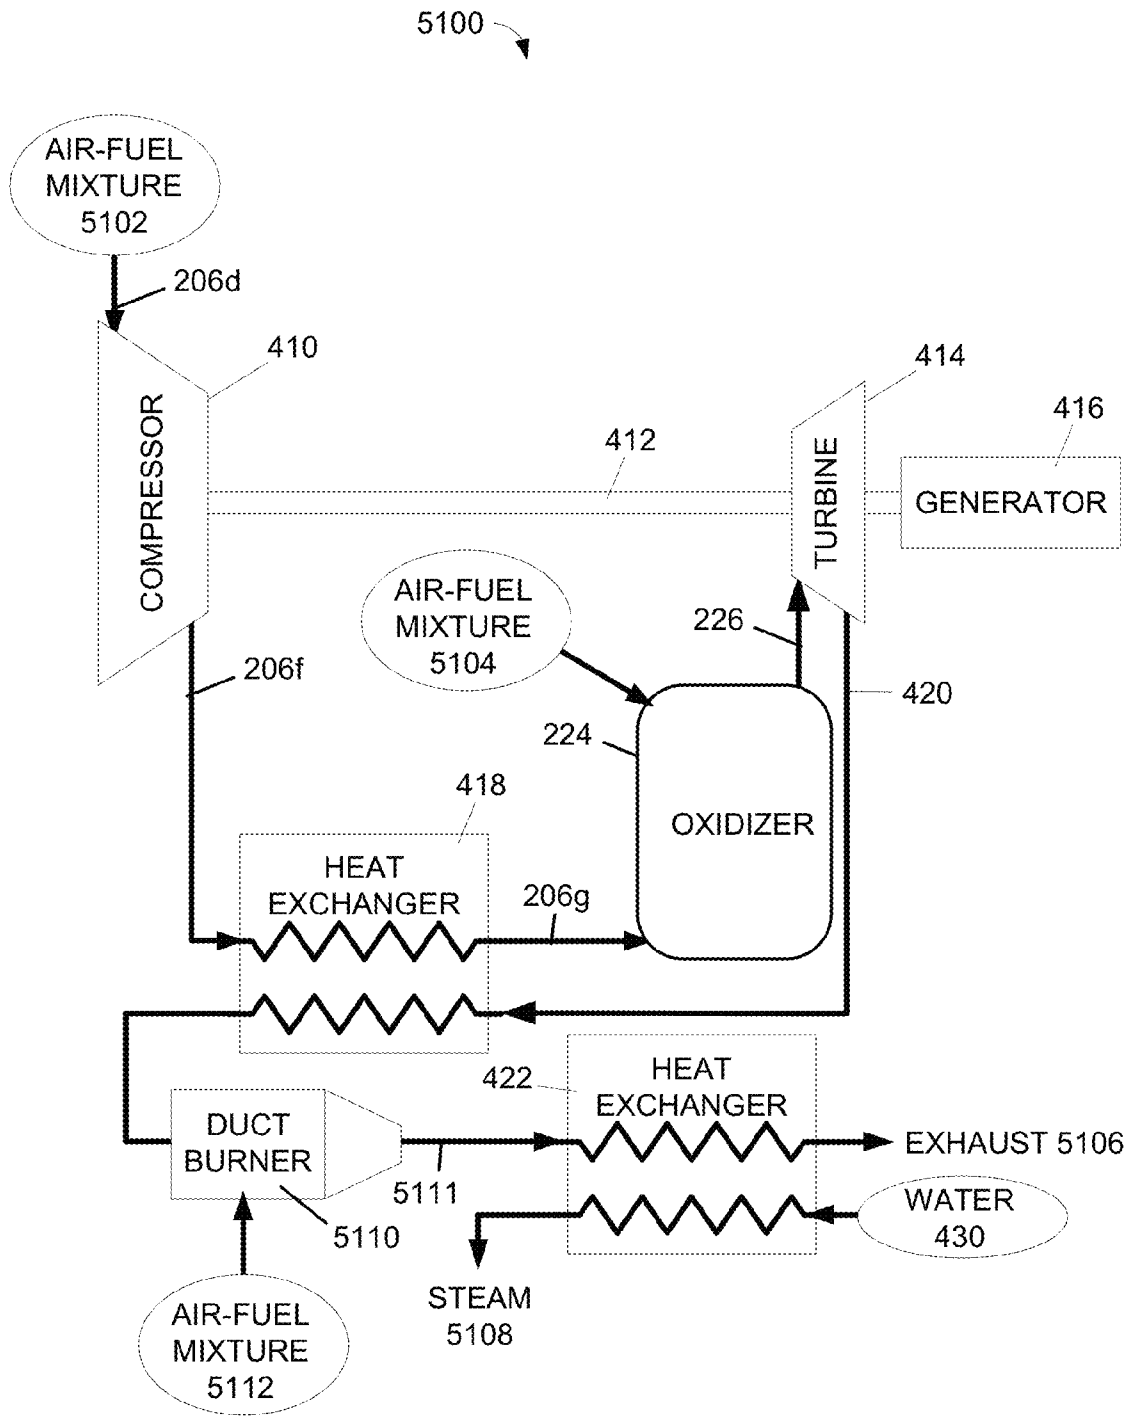 5100
AIR-FUEL
MIXTURE
5102
206d
410
414
416
COMPRESSOR
412
TURBINE
GENERATOR
AIR-FUEL
MIXTURE
5104
226
206f
420
224
418
OXIDIZER
HEAT
EXCHANGER
206g
422
HEAT
EXCHANGER
DUCT
BURNER
EXHAUST 5106
5111
5110
WATER
430
STEAM
5108
AIR-FUEL
MIXTURE
5112